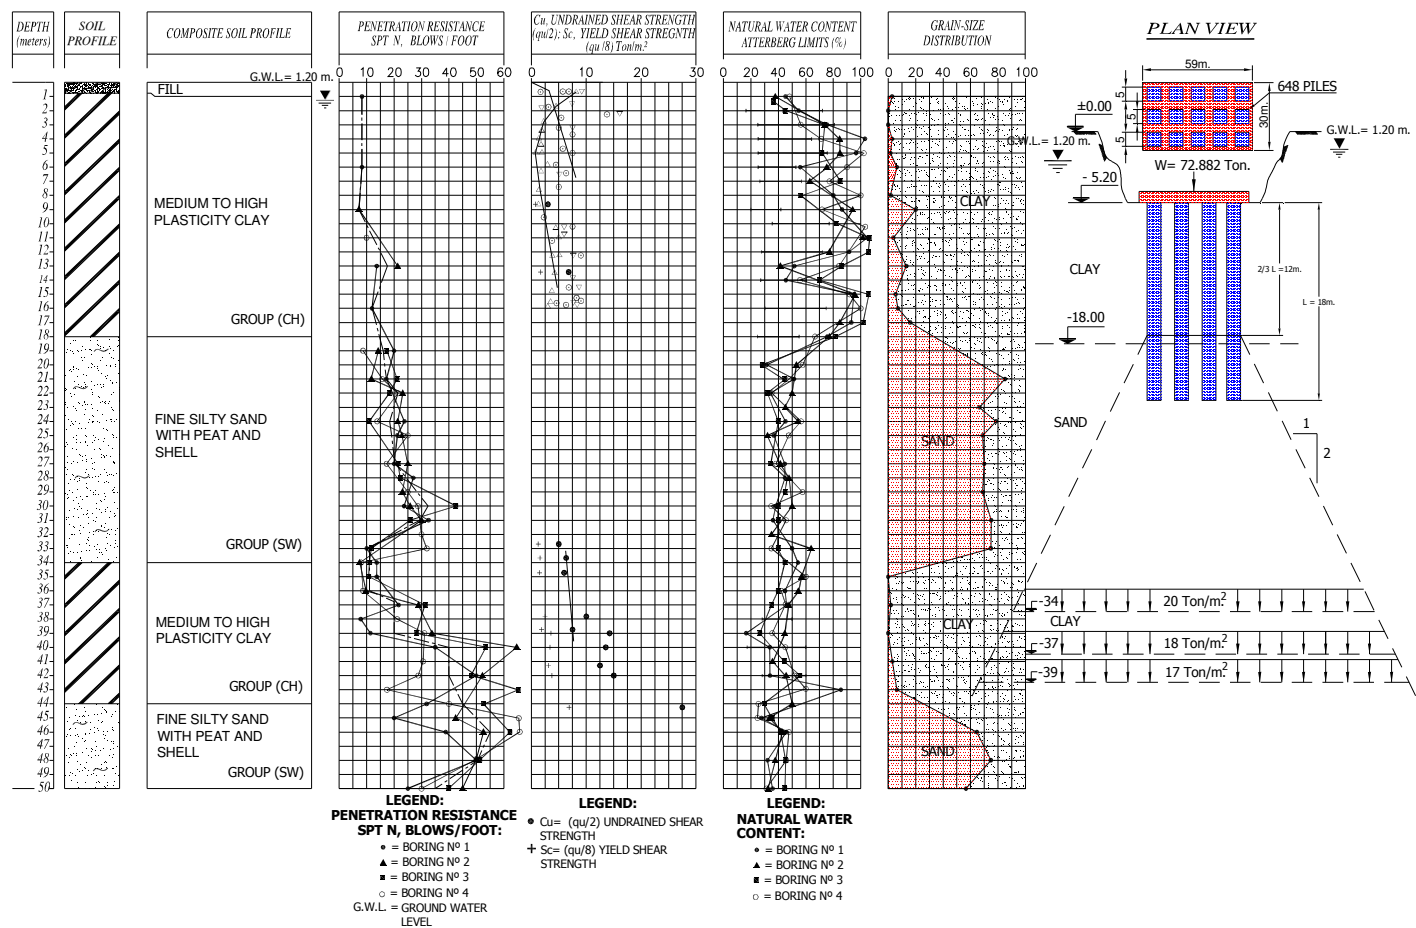 DEPTH
(meters)
SOIL
PROFILE
COMPOSITE SOIL PROFILE
PENETRATION RESISTANCE
SPT N, BLOWS / FOOT
Cu, UNDRAINED SHEAR STRENGTH
(qu/2); Sc, YIELD SHEAR STREGNTH
(qu /8) Ton/m.²
NATURAL WATER CONTENT
ATTERBERG LIMITS (%)
GRAIN-SIZE
DISTRIBUTION
PLAN VIEW
G.W.L.= 1.20 m.
0 10 20 30 40 50 60
0 10 20 30
0 20 40 60 80 100
0 20 40 60 80 100
1
2
3
4
5
6
7
8
9
10
11
12
13
14
15
16
17
18
19
20
21
22
23
24
25
26
27
28
29
30
31
32
33
34
35
36
37
38
39
40
41
42
43
44
45
46
47
48
49
50
FILL
MEDIUM TO HIGH
PLASTICITY CLAY
GROUP (CH)
FINE SILTY SAND
WITH PEAT AND
SHELL
GROUP (SW)
MEDIUM TO HIGH
PLASTICITY CLAY
GROUP (CH)
FINE SILTY SAND
WITH PEAT AND
SHELL
GROUP (SW)
CLAY
SAND
CLAY
SAND
59m.
648 PILES
30m.
5
5
5
±0.00
G.W.L.= 1.20 m.
G.W.L.= 1.20 m.
W= 72.882 Ton.
- 5.20
CLAY
2/3 L =12m.
L = 18m.
-18.00
SAND
1
2
-34
20 Ton/m.²
CLAY
-37
18 Ton/m.²
-39
17 Ton/m.²
LEGEND:
PENETRATION RESISTANCE
SPT N, BLOWS/FOOT:
= BORING Nº 1
= BORING Nº 2
= BORING Nº 3
= BORING Nº 4
G.W.L. = GROUND WATER
LEVEL
LEGEND:
Cu= (qu/2) UNDRAINED SHEAR
STRENGTH
+ Sc= (qu/8) YIELD SHEAR
STRENGTH
LEGEND:
NATURAL WATER
CONTENT:
= BORING Nº 1
= BORING Nº 2
= BORING Nº 3
= BORING Nº 4